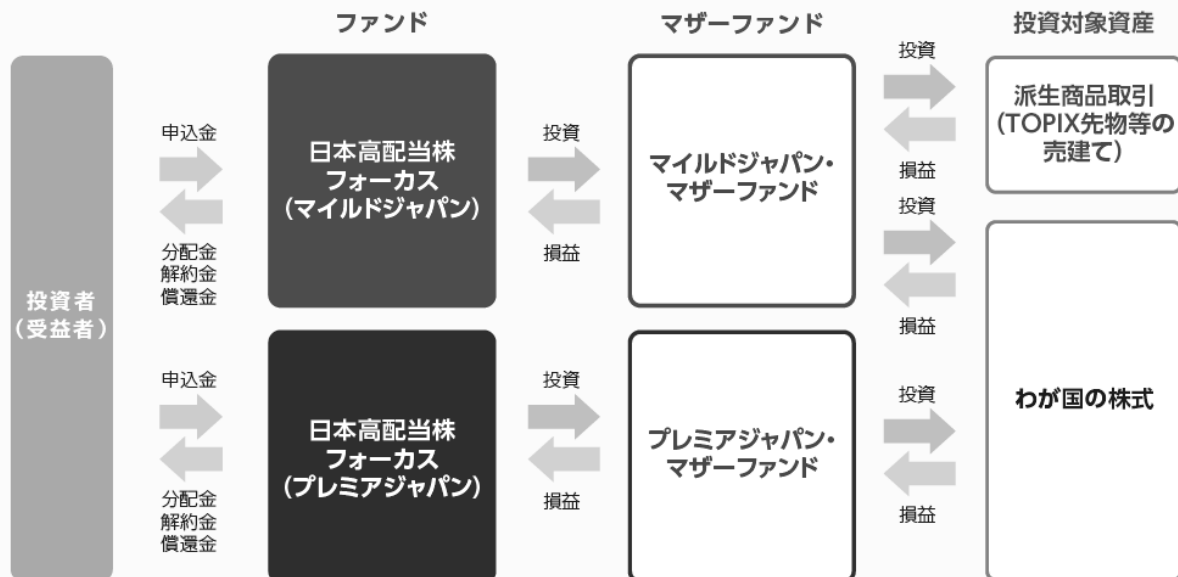 ファンド
マザーファンド
投資対象資産
投資者
(受益者)
申込金
分配金
解約金
償還金
日本高配当株
フォーカス
(マイルドジャパン)
投資
損益
マイルドジャパン・
マザーファンド
投資
損益
派生商品取引
(TOPIX先物等の
売建て)
投資
損益
申込金
分配金
解約金
償還金
日本高配当株
フォーカス
(プレミアジャパン)
投資
損益
プレミアジャパン・
マザーファンド
投資
損益
わが国の株式